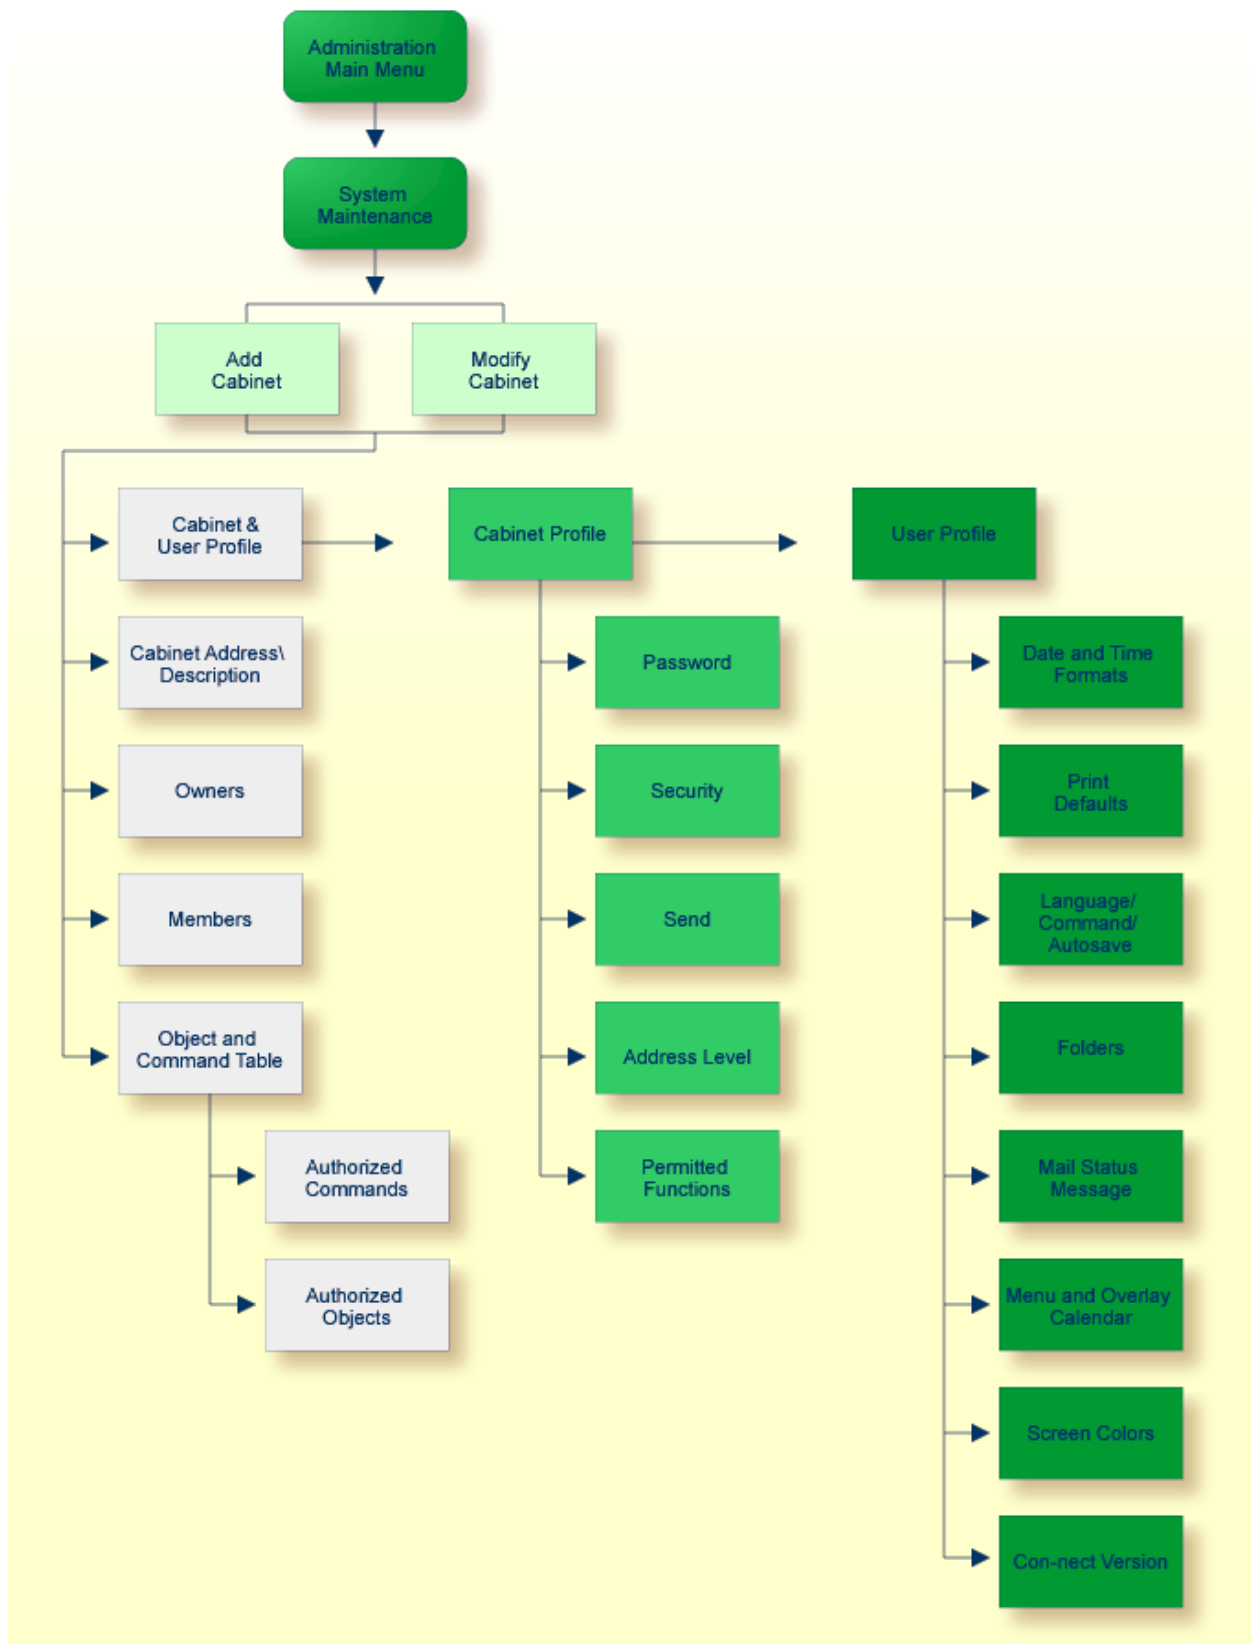 Administration
Main Menu
System
Maintenance
Add
Cabinet
Modify
Cabinet
Cabinet &
User Profile
Cabinet Address\
Description
Owners
Members
Object and
Command Table
Authorized
Commands
Authorized
Objects
Cabinet Profile
Password
Security
Send
Address Level
Permitted
Functions
User Profile
Date and Time
Formats
Print
Defaults
Language/
Command/
Autosave
Folders
Mail Status
Message
Menu and Overlay
Calendar
Screen Colors
Con-nect Version